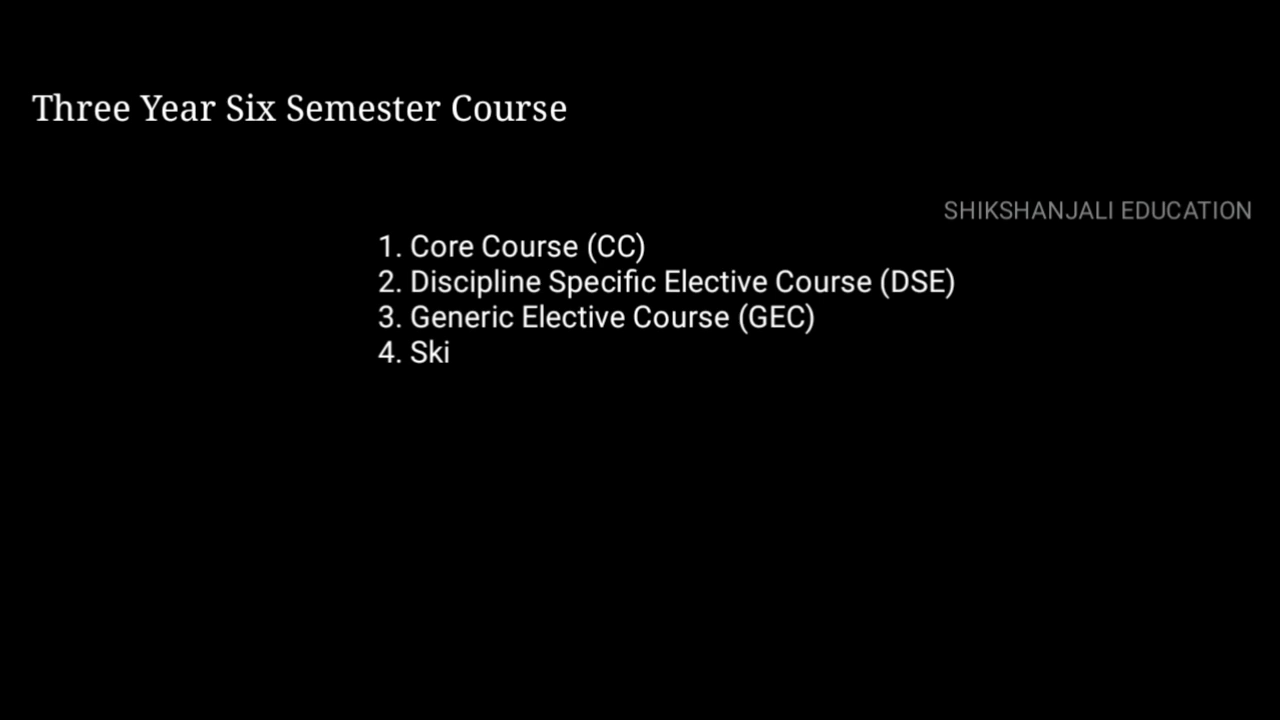 Three Year Six Semester Course
SHIKSHANJALI EDUCATION
1. Core Course (CC)
2. Discipline Specific Elective Course (DSE)
3. Generic Elective Course (GEC)
4. Ski